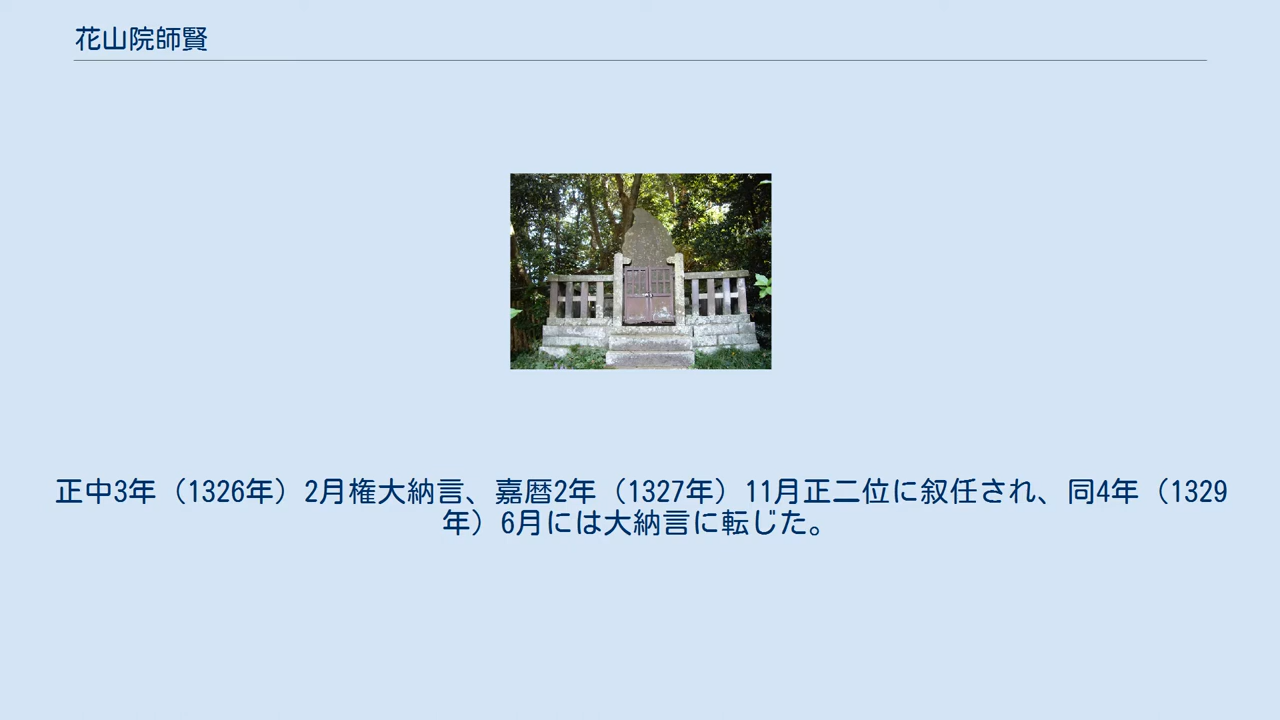 花山院師賢
正中3年（1326年）2月権大納言、嘉暦2年（1327年）11月正二位に叙任され、同4年（1329
年）6月には大納言に転じた。